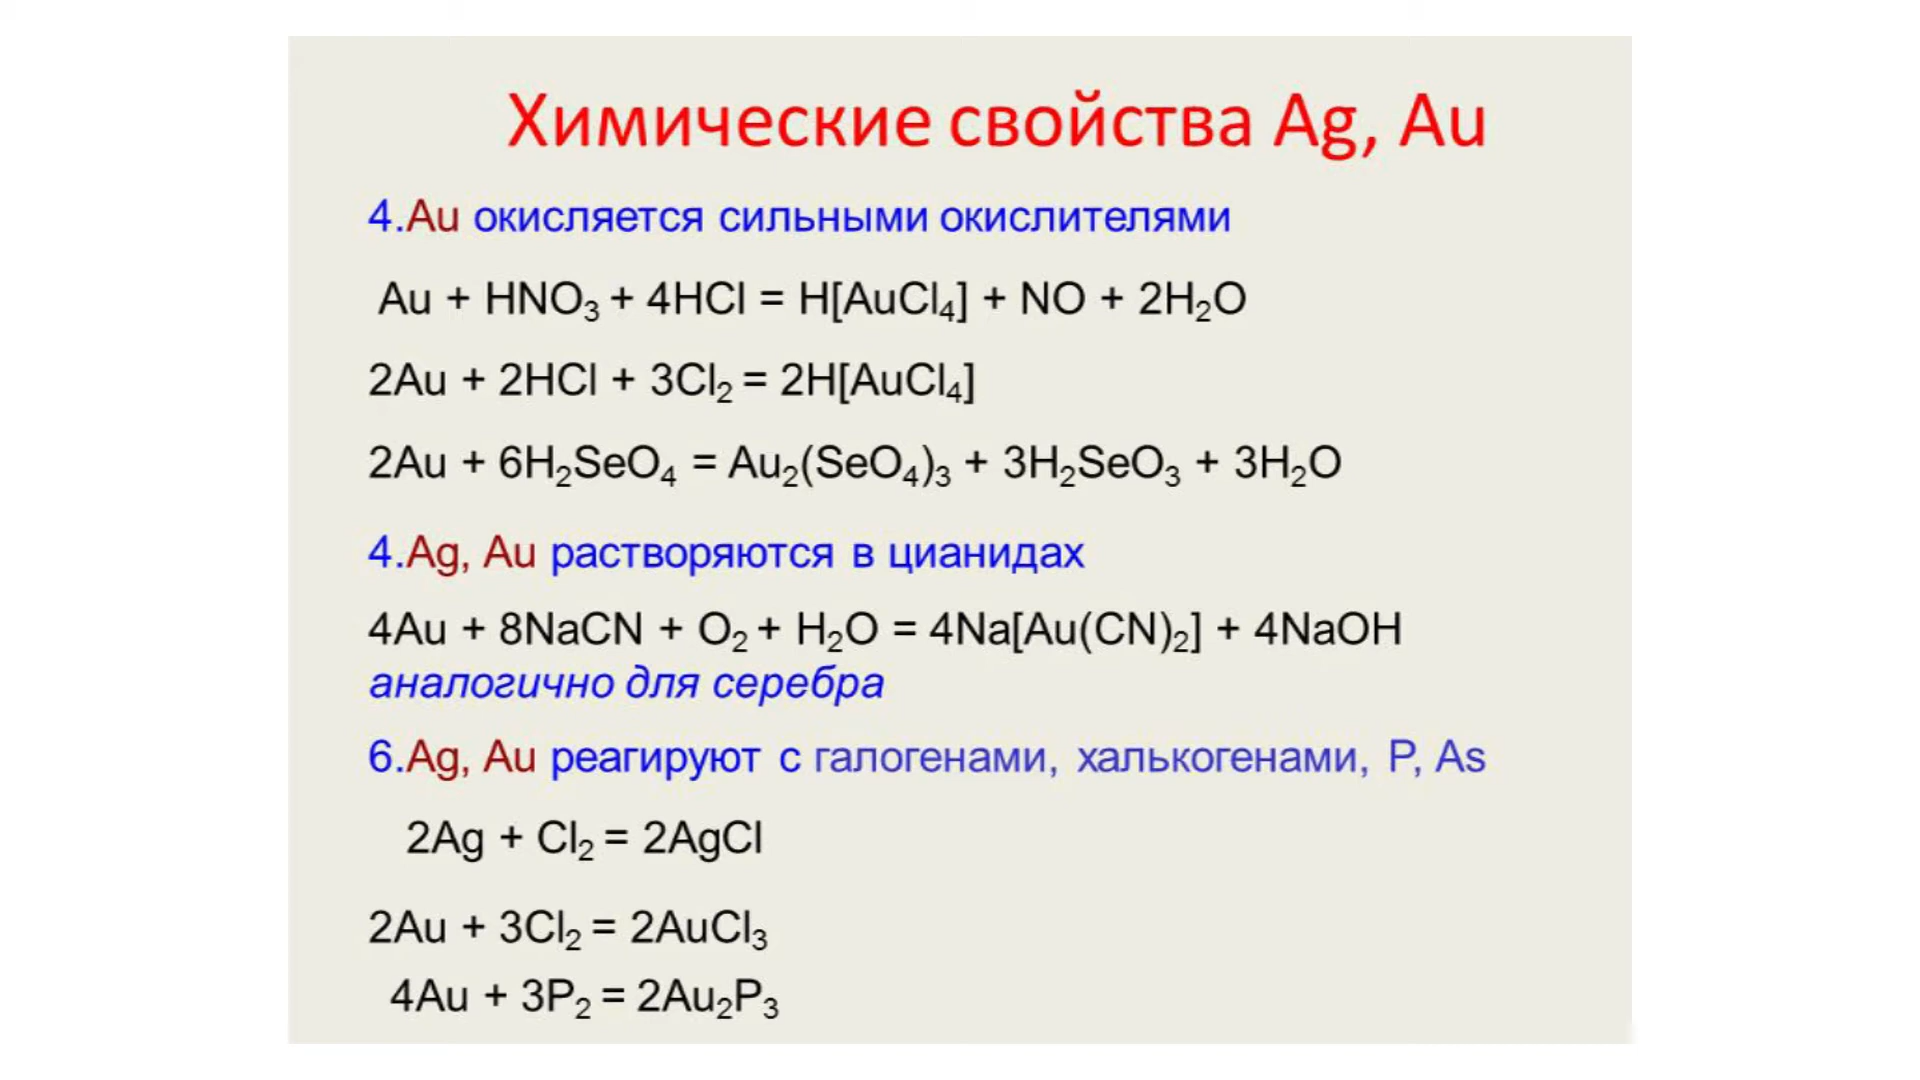 Химические свойства Ag, Au
4.Au окисляется сильными окислителями
Au + HNO₃ + 4HCl = H[AuCl₄] + NO + 2H₂O
2Au + 2HCl + 3Cl₂ = 2H[AuCl₄]
2Au + 6H₂SeO₄ = Au₂(SeO₄)₃ + 3H₂SeO₃ + 3H₂O
4.Ag, Au растворяются в цианидах
4Au + 8NaCN + O₂ + H₂O = 4Na[Au(CN)₂] + 4NaOH
аналогично для серебра
6.Ag, Au реагируют с галогенами, халькогенами, P, As
2Ag + Cl₂ = 2AgCl
2Au + 3Cl₂ = 2AuCl₃
4Au + 3P₂ = 2Au₂P₃